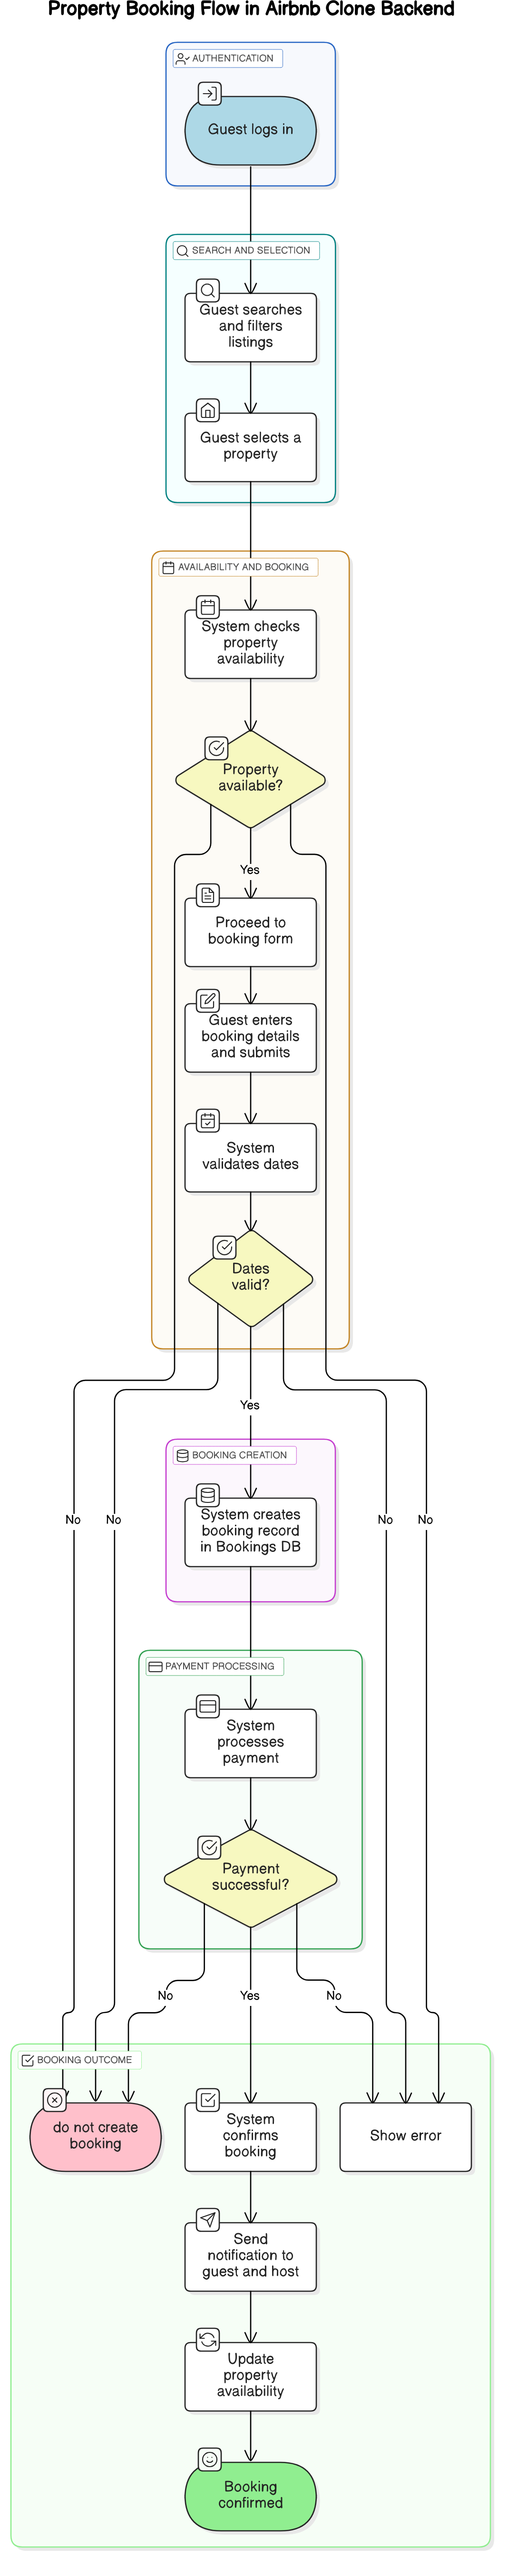 Property Booking Flow in Airbnb Clone Backend
AUTHENTICATION
Guest logs in
SEARCH AND SELECTION
Guest searches
and filters
listings
Guest selects a
property
AVAILABILITY AND BOOKING
System checks
property
availability
Property
available?
Yes
Proceed to
booking form
Guest enters
booking details
and submits
System
validates dates
Dates
valid?
Yes
BOOKING CREATION
System creates
booking record
in Bookings DB
No No No No
PAYMENT PROCESSING
System
processes
payment
Payment
successful?
No Yes No
BOOKING OUTCOME
do not create
booking
System
confirms
booking
Show error
Send
notification to
guest and host
Update
property
availability
Booking
confirmed